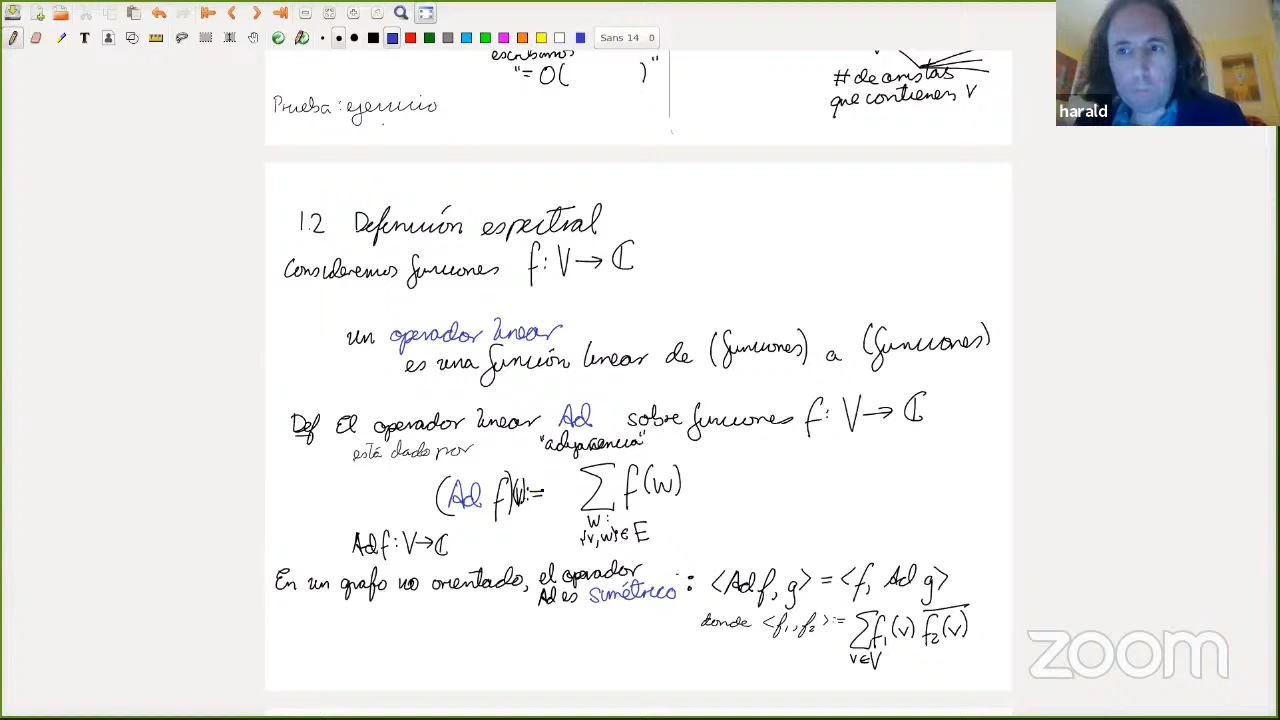 Sans 14 0
escribimos
"= O( )"
Prueba: ejercicio
# de aristas
que contienen V
harald
1.2 Definición espectral
Consideremos funciones f: V → ℂ
un operador linear
es una función linear de (funciones) a (funciones)
Def El operador linear Ad sobre funciones f: V → ℂ
está dado por "adyacencia"
(Ad f)(v) := ∑ f(w)
w:
{v,w}∈E
Ad f: V→ℂ
En un grafo no orientado, el operador
Ad es simétrico: <Ad f, g> = <f, Ad g>
donde <f₁, f₂> := ∑ f₁(v) \overline{f₂(v)}
v∈V
zoom